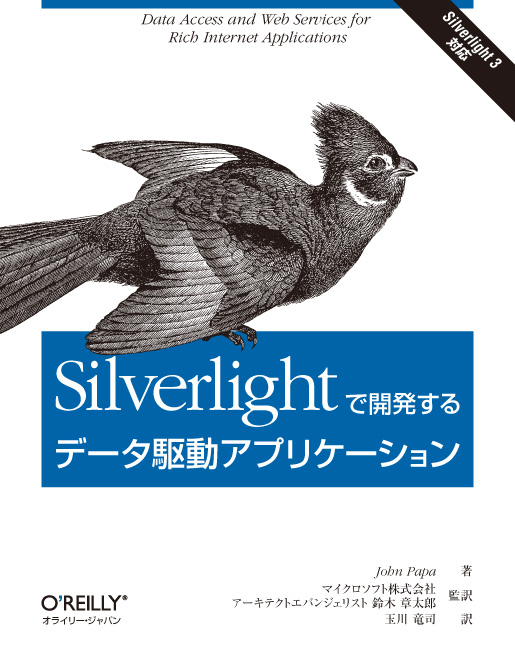 Data Access and Web Services for
Rich Internet Applications
Silverlight 3
対応
Silverlightで開発する
データ駆動アプリケーション
John Papa 著
マイクロソフト株式会社
アーキテクトエバンジェリスト 鈴木 章太郎 監訳
玉川 竜司 訳
O'REILLY®
オライリー・ジャパン